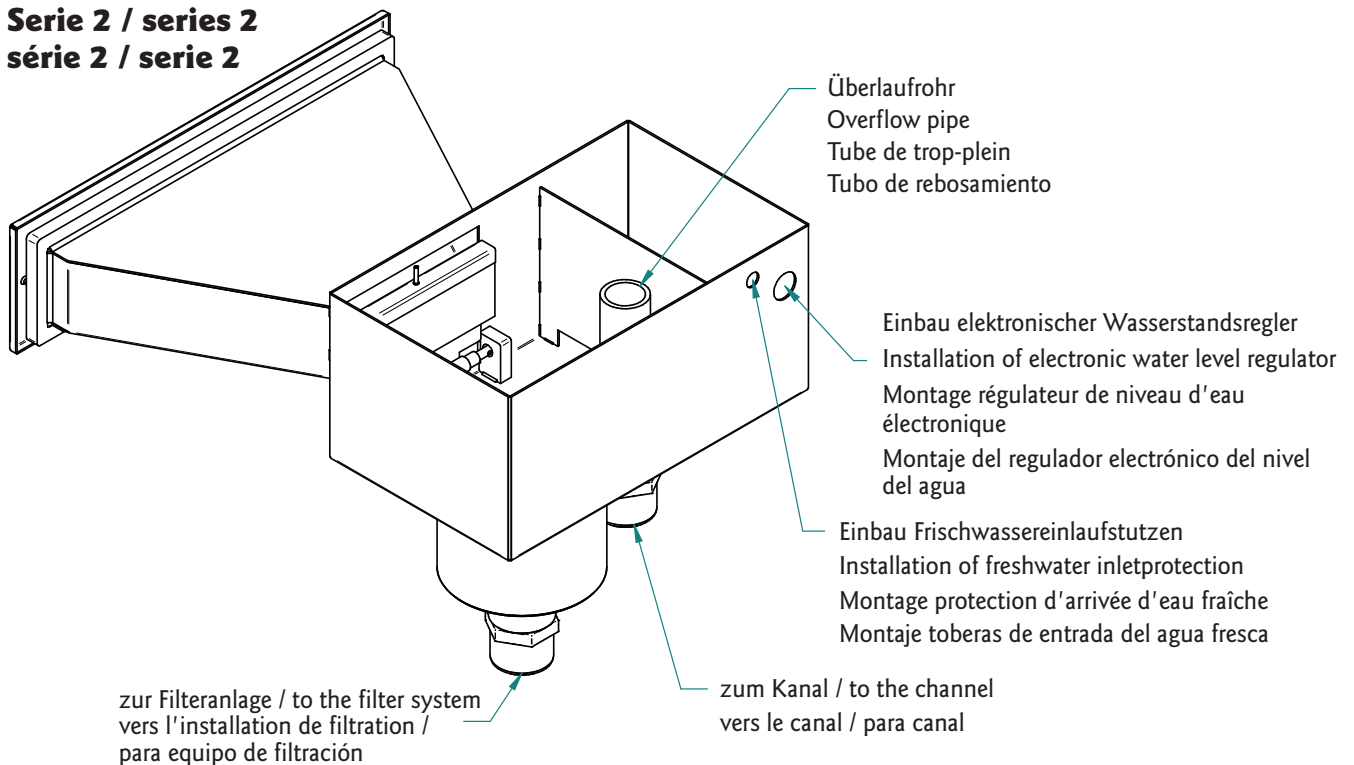 Serie 2 / series 2
série 2 / serie 2
Überlaufrohr
Overflow pipe
Tube de trop-plein
Tubo de rebosamiento
Einbau elektronischer Wasserstandsregler
Installation of electronic water level regulator
Montage régulateur de niveau d'eau
électronique
Montaje del regulador electrónico del nivel
del agua
Einbau Frischwassereinlaufstutzen
Installation of freshwater inletprotection
Montage protection d'arrivée d'eau fraîche
Montaje toberas de entrada del agua fresca
zum Kanal / to the channel
vers le canal / para canal
zur Filteranlage / to the filter system
vers l'installation de filtration /
para equipo de filtración